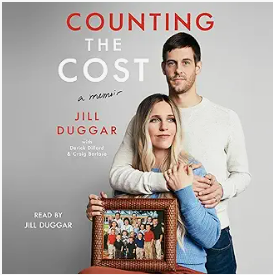 COUNTING
THE
COST
a memoir
JILL
DUGGAR
with
Derick Dillard
& Craig Borlase
READ BY
JILL DUGGAR